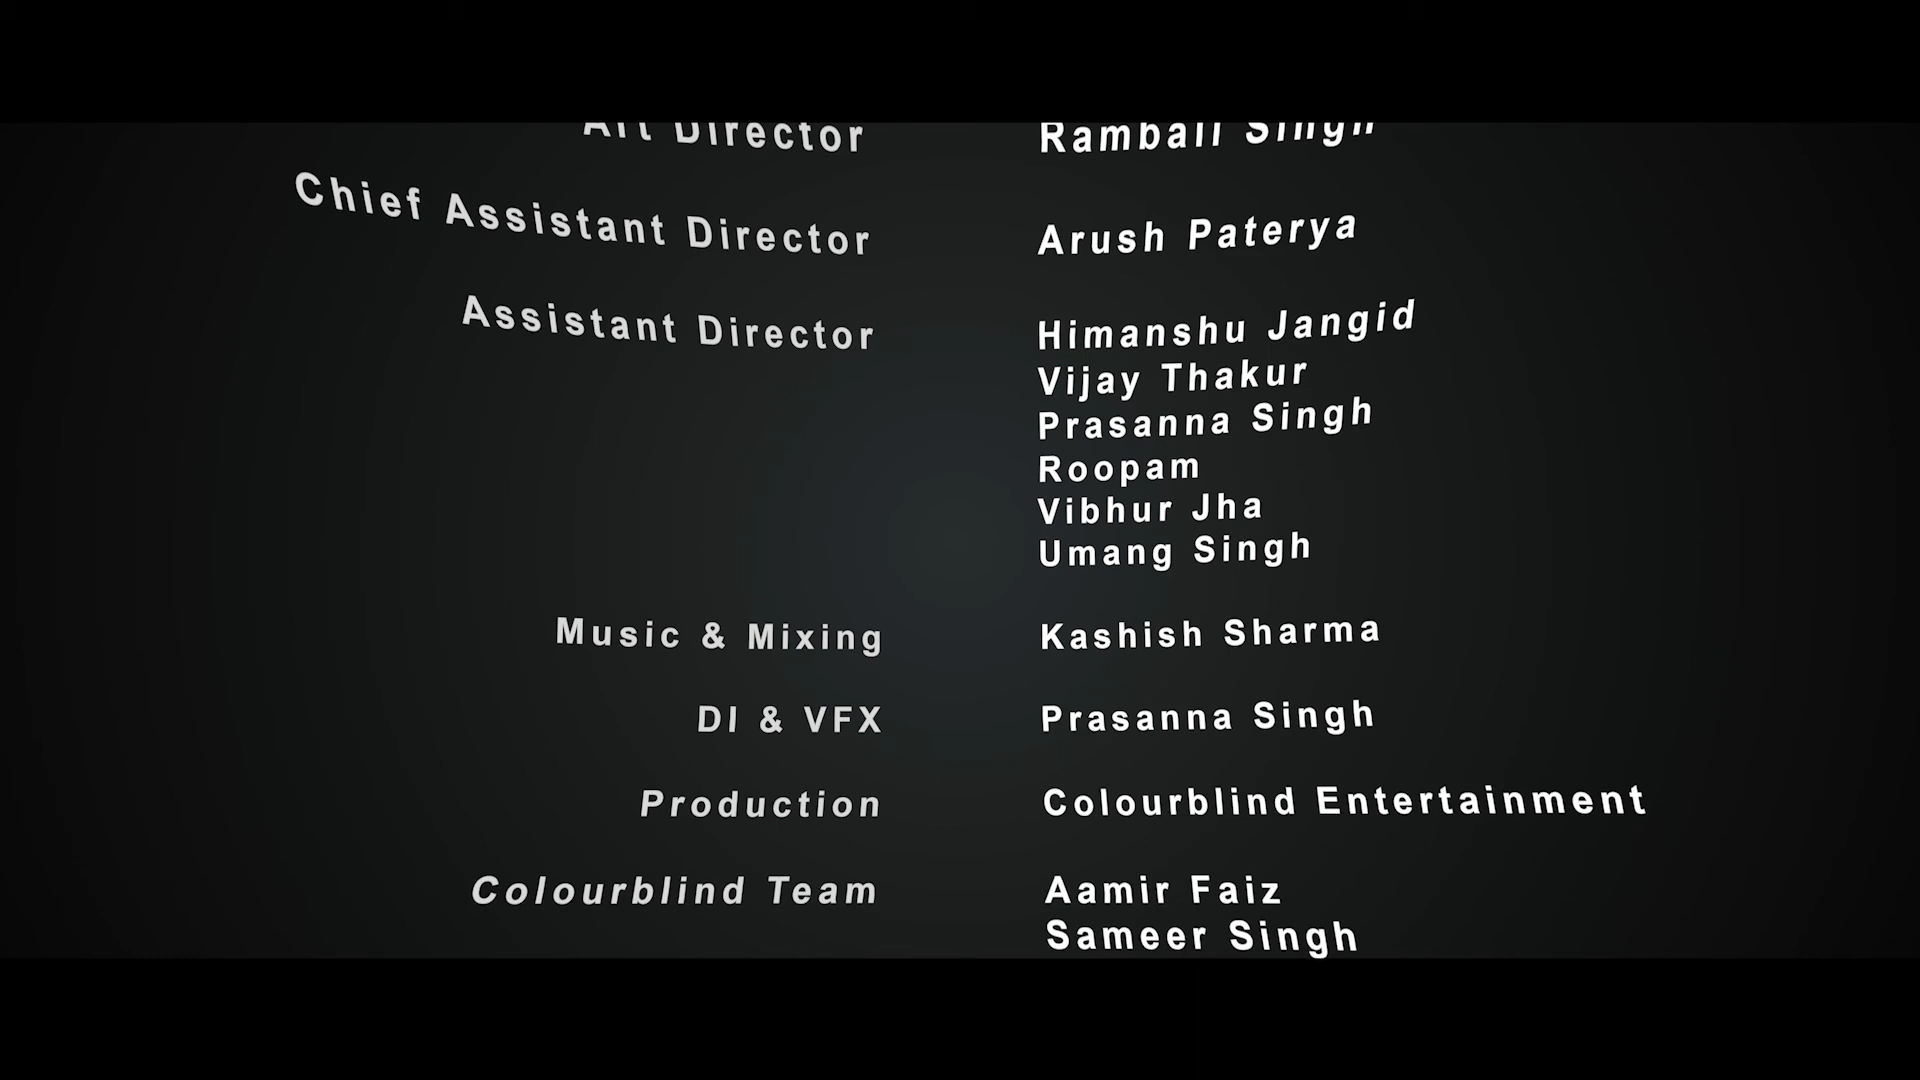 Art Director Rambali Singh
Chief Assistant Director Arush Paterya
Assistant Director Himanshu Jangid
Vijay Thakur
Prasanna Singh
Roopam
Vibhur Jha
Umang Singh
Music & Mixing Kashish Sharma
DI & VFX Prasanna Singh
Production Colourblind Entertainment
Colourblind Team Aamir Faiz
Sameer Singh